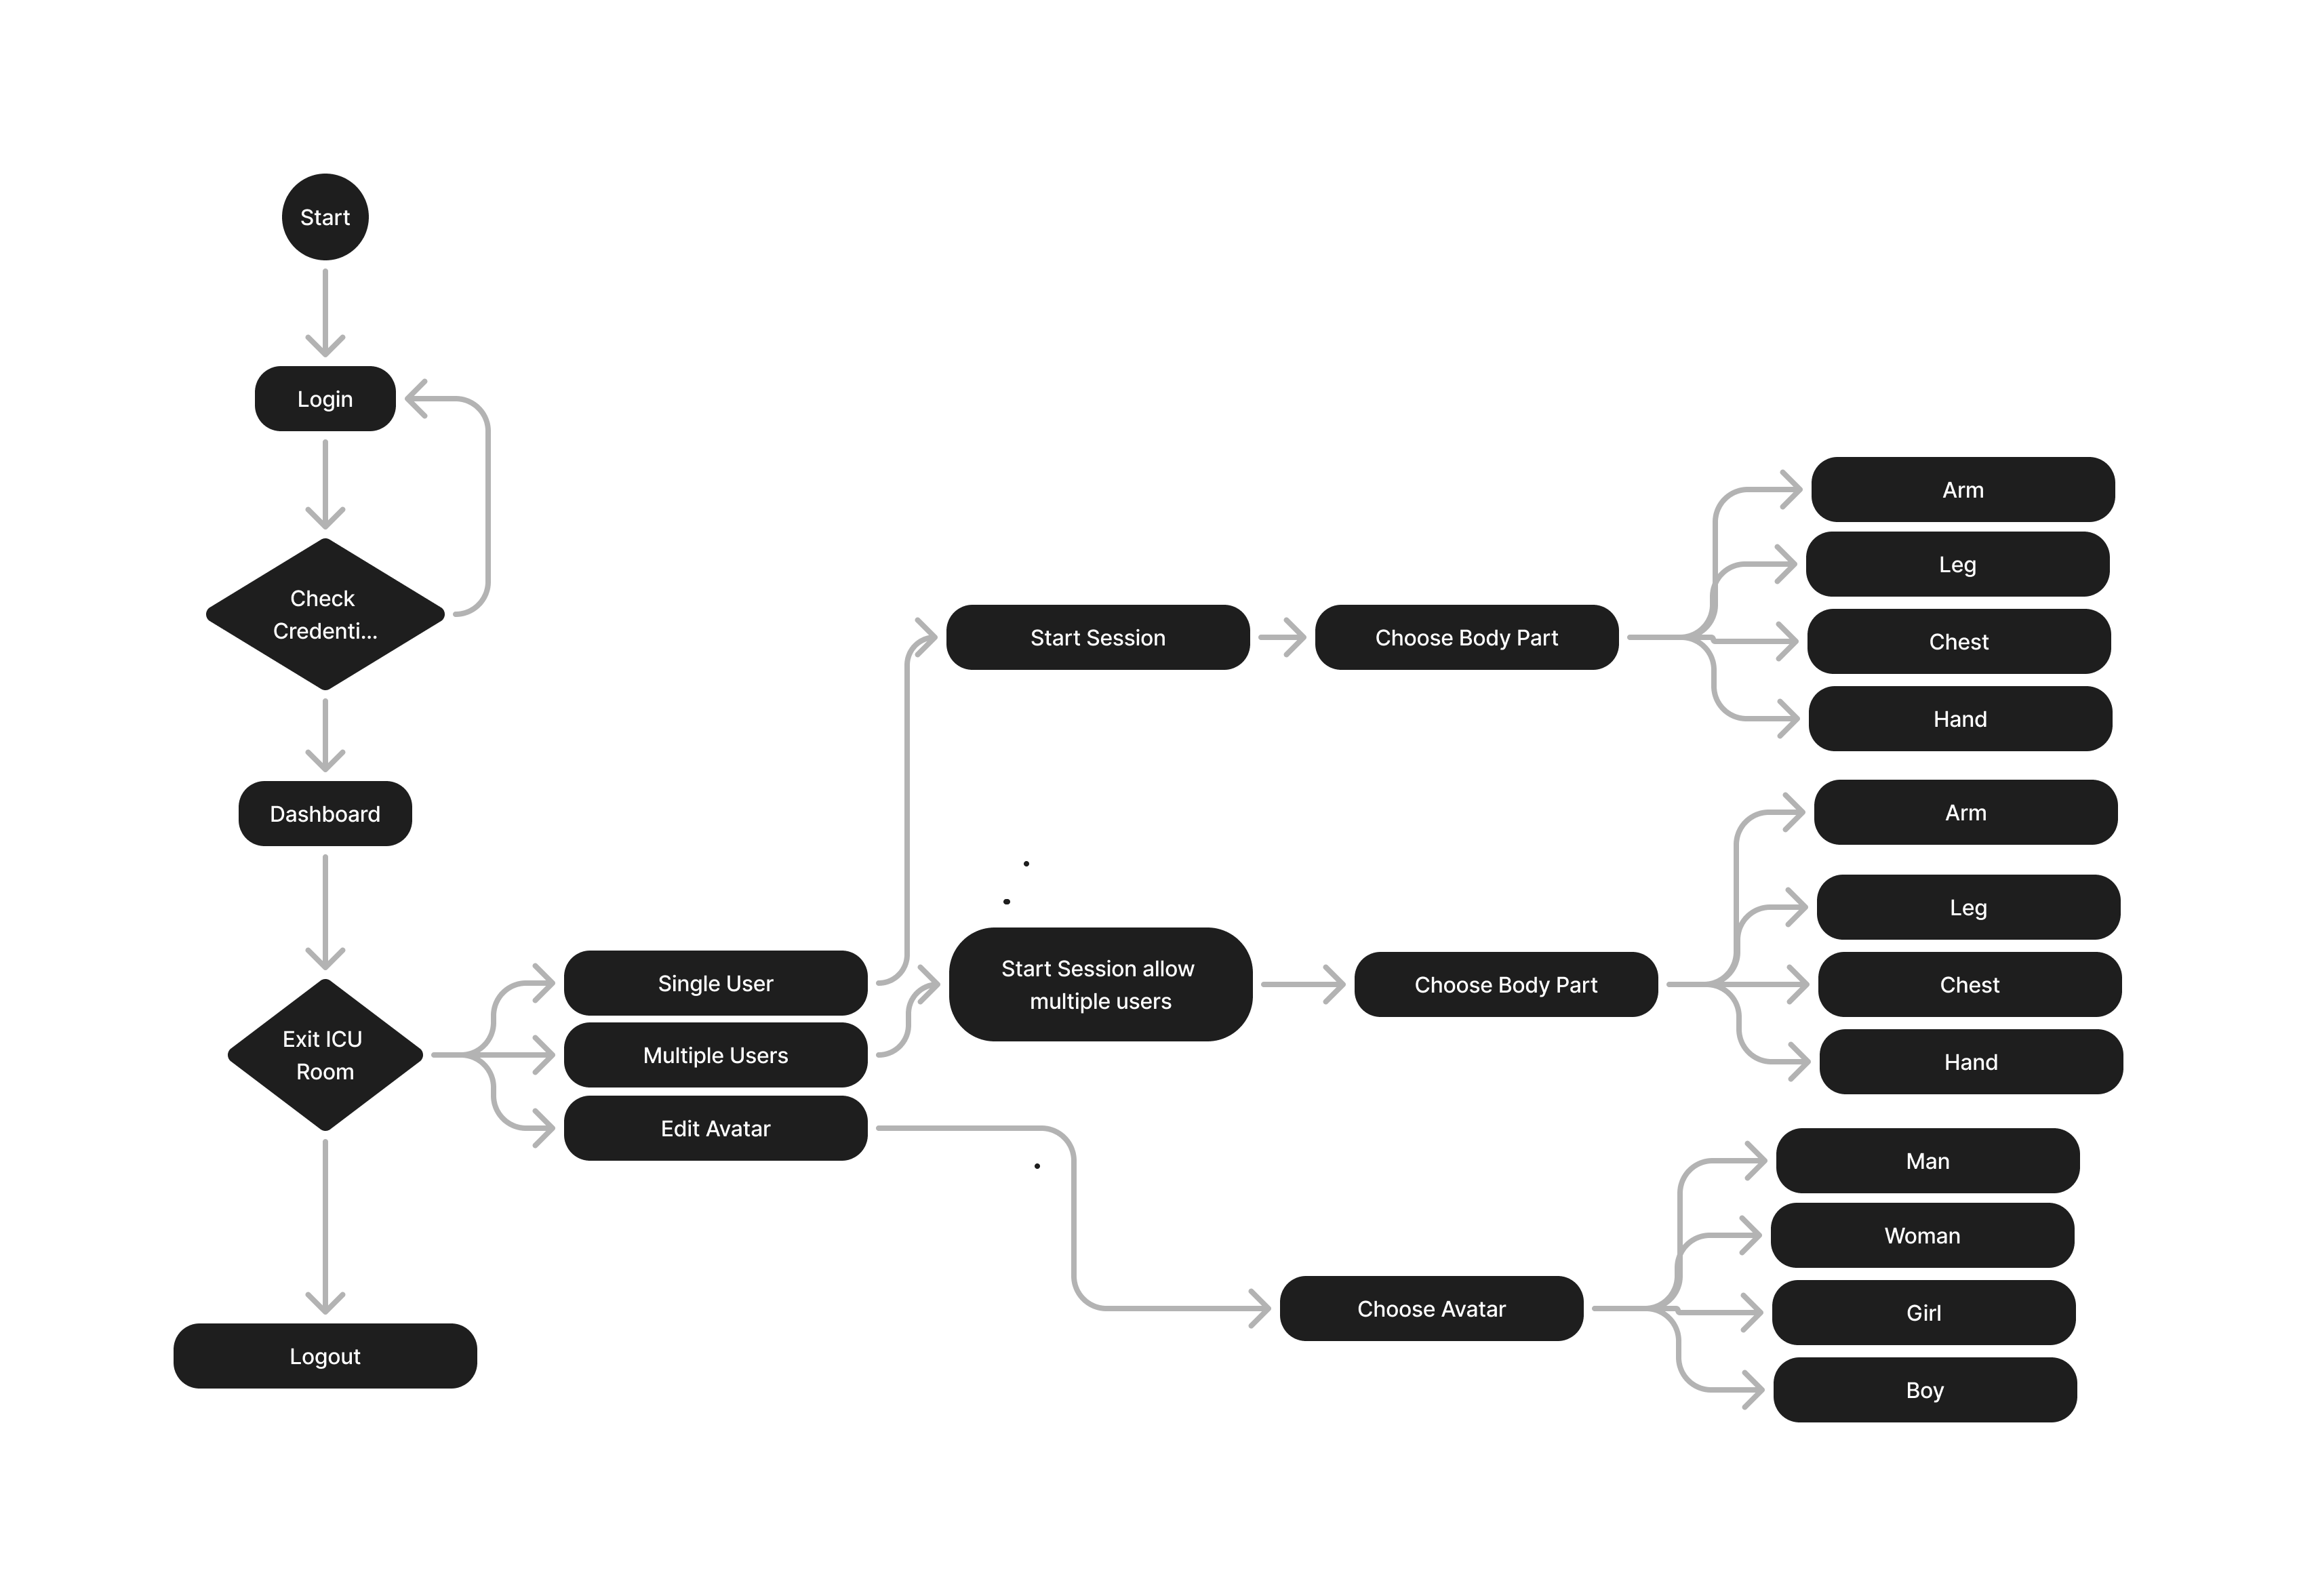 Start
Login
Check
Credenti...
Dashboard
Exit ICU
Room
Logout
Single User
Multiple Users
Edit Avatar
Start Session
Choose Body Part
Arm
Leg
Chest
Hand
Start Session allow
multiple users
Choose Body Part
Arm
Leg
Chest
Hand
Choose Avatar
Man
Woman
Girl
Boy